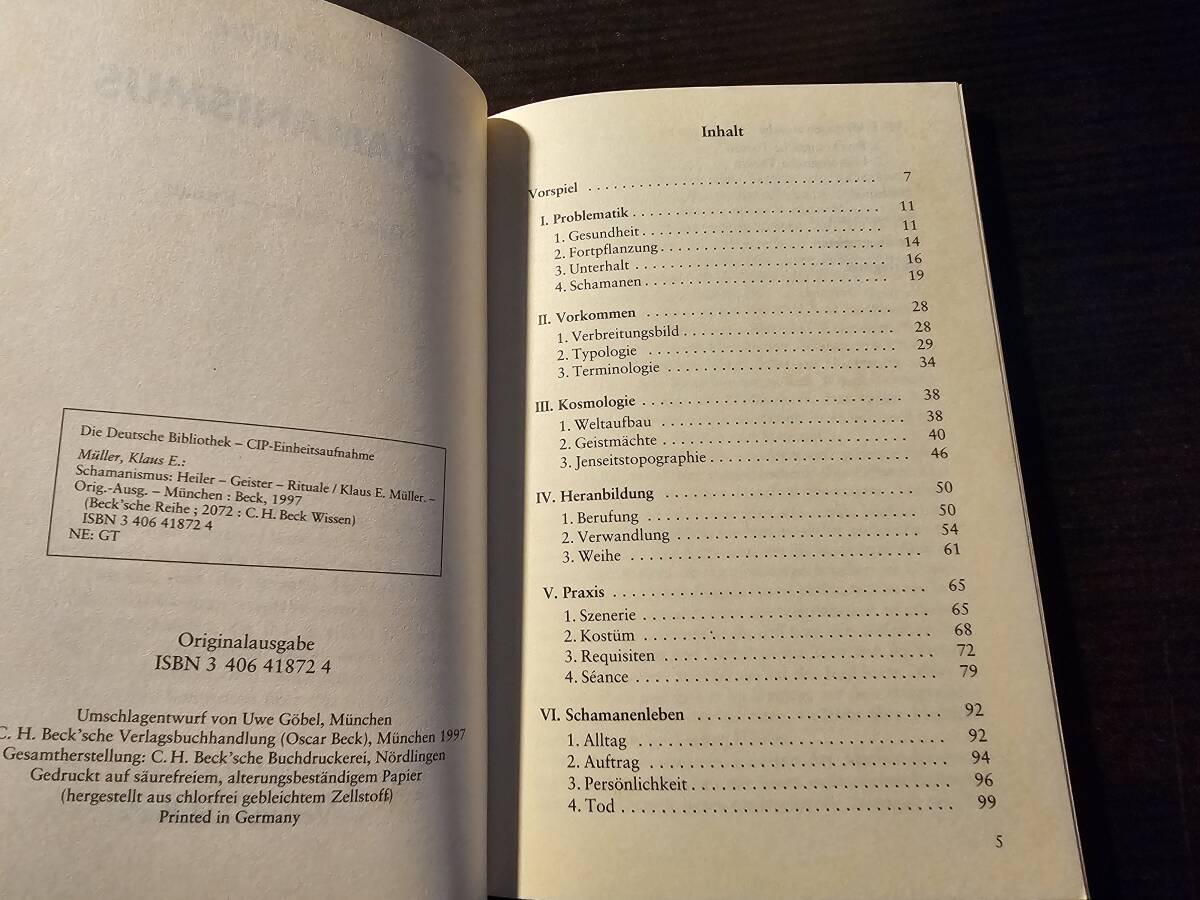 Die Deutsche Bibliothek – CIP-Einheitsaufnahme
Müller, Klaus E.:
Schamanismus: Heiler – Geister – Rituale / Klaus E. Müller. –
Orig.-Ausg. – München : Beck, 1997
(Beck'sche Reihe ; 2072 : C. H. Beck Wissen)
ISBN 3 406 41872 4
NE: GT
Originalausgabe
ISBN 3 406 41872 4
Umschlagentwurf von Uwe Göbel, München
C. H. Beck'sche Verlagsbuchhandlung (Oscar Beck), München 1997
Gesamtherstellung: C. H. Beck'sche Buchdruckerei, Nördlingen
Gedruckt auf säurefreiem, alterungsbeständigem Papier
(hergestellt aus chlorfrei gebleichtem Zellstoff)
Printed in Germany
Inhalt
Vorspiel . . . . . . . . . . 7
I. Problematik . . . . . . . . . . 11
1. Gesundheit . . . . . . . . . . 11
2. Fortpflanzung . . . . . . . . . . 14
3. Unterhalt . . . . . . . . . . 16
4. Schamanen . . . . . . . . . . 19
II. Vorkommen . . . . . . . . . . 28
1. Verbreitungsbild . . . . . . . . . . 28
2. Typologie . . . . . . . . . . 29
3. Terminologie . . . . . . . . . . 34
III. Kosmologie . . . . . . . . . . 38
1. Weltaufbau . . . . . . . . . . 38
2. Geistmächte . . . . . . . . . . 40
3. Jenseitstopographie . . . . . . . . . . 46
IV. Heranbildung . . . . . . . . . . 50
1. Berufung . . . . . . . . . . 50
2. Verwandlung . . . . . . . . . . 54
3. Weihe . . . . . . . . . . 61
V. Praxis . . . . . . . . . . 65
1. Szenerie . . . . . . . . . . 65
2. Kostüm . . . . . . . . . . 68
3. Requisiten . . . . . . . . . . 72
4. Séance . . . . . . . . . . 79
VI. Schamanenleben . . . . . . . . . . 92
1. Alltag . . . . . . . . . . 92
2. Auftrag . . . . . . . . . . 94
3. Persönlichkeit . . . . . . . . . . 96
4. Tod . . . . . . . . . . 99
5